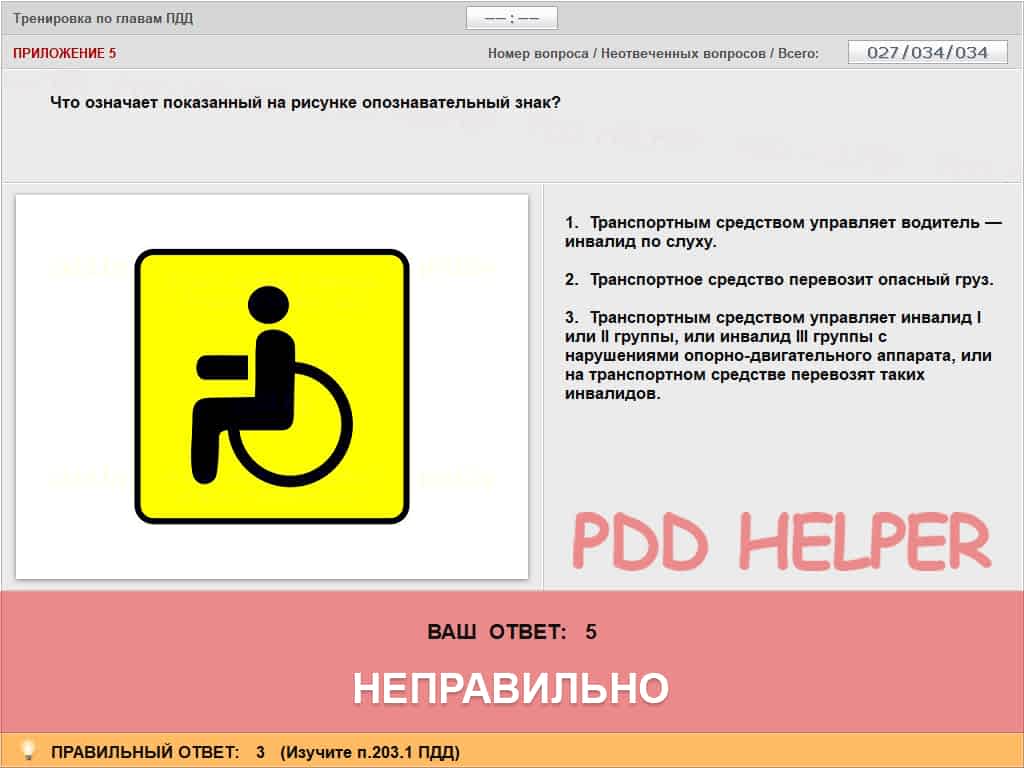 Тренировка по главам ПДД
—— : ——
ПРИЛОЖЕНИЕ 5
Номер вопроса / Неотвеченных вопросов / Всего:
027/034/034
Что означает показанный на рисунке опознавательный знак?
1. Транспортным средством управляет водитель —
инвалид по слуху.
2. Транспортное средство перевозит опасный груз.
3. Транспортным средством управляет инвалид I
или II группы, или инвалид III группы с
нарушениями опорно-двигательного аппарата, или
на транспортном средстве перевозят таких
инвалидов.
PDD HELPER
ВАШ ОТВЕТ: 5
НЕПРАВИЛЬНО
ПРАВИЛЬНЫЙ ОТВЕТ: 3 (Изучите п.203.1 ПДД)